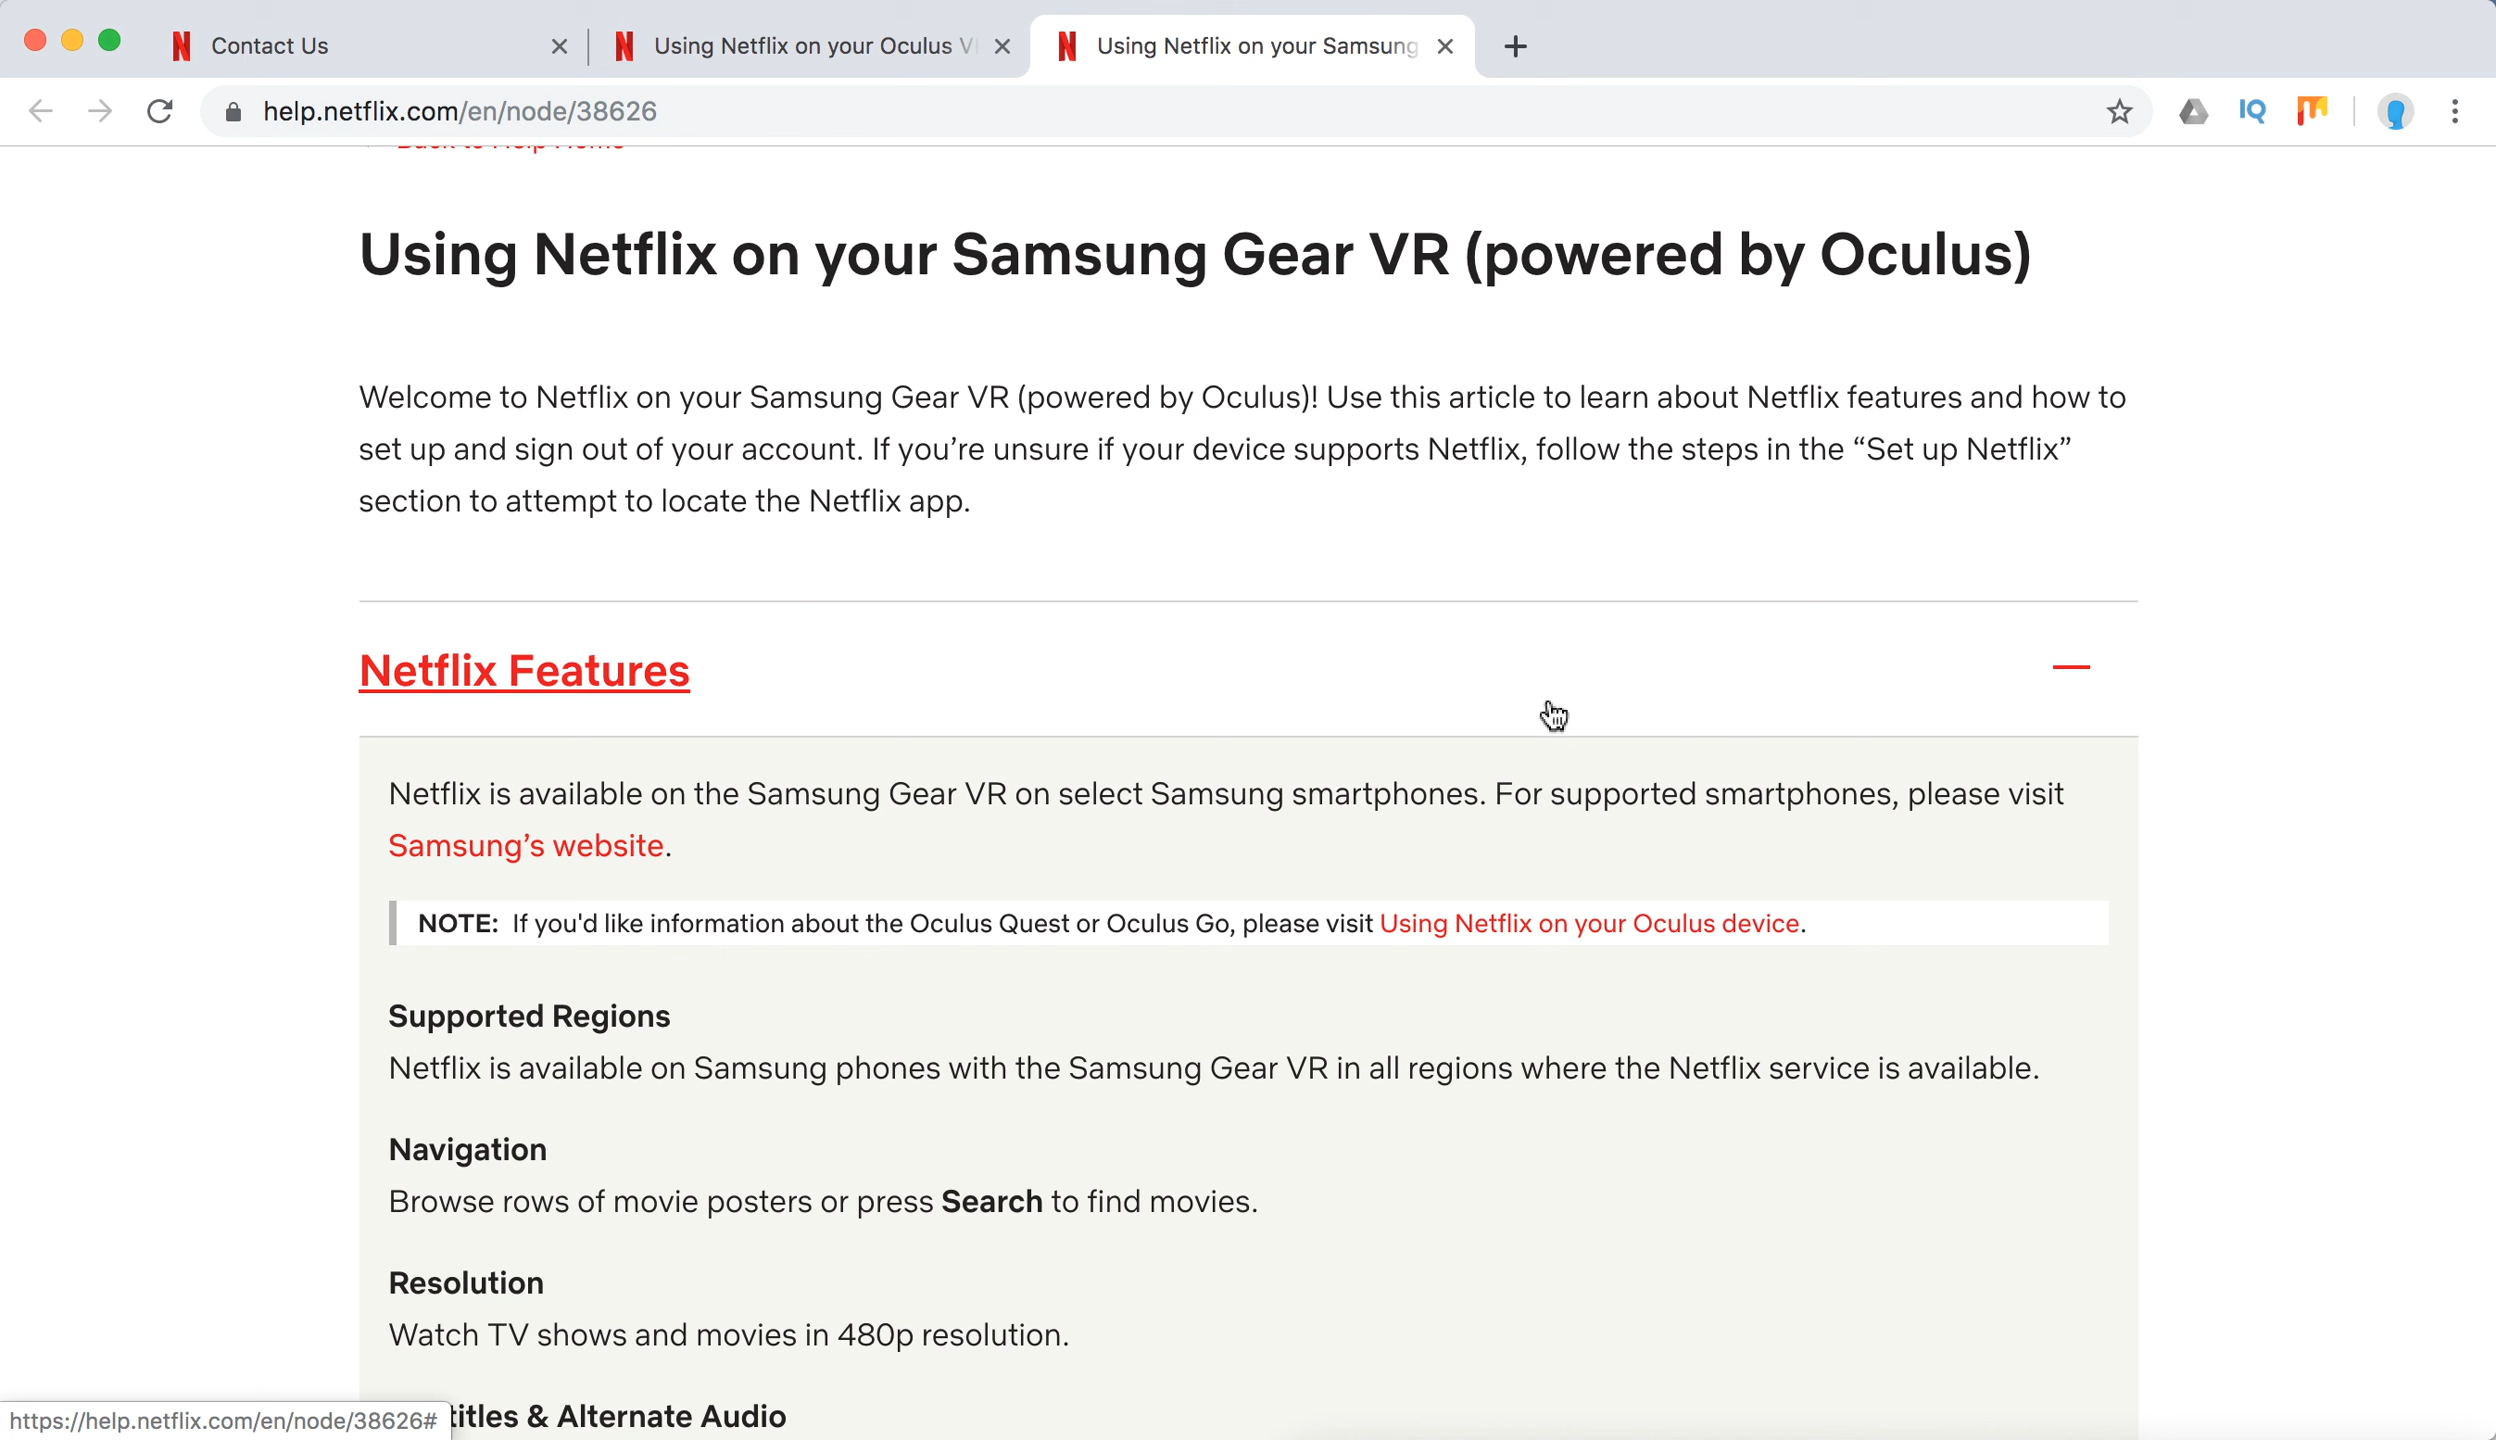 Contact Us
Using Netflix on your Oculus V
Using Netflix on your Samsung
help.netflix.com/en/node/38626
IQ
Back to Help Home
Using Netflix on your Samsung Gear VR (powered by Oculus)
Welcome to Netflix on your Samsung Gear VR (powered by Oculus)! Use this article to learn about Netflix features and how to
set up and sign out of your account. If you’re unsure if your device supports Netflix, follow the steps in the “Set up Netflix”
section to attempt to locate the Netflix app.
Netflix Features
Netflix is available on the Samsung Gear VR on select Samsung smartphones. For supported smartphones, please visit
Samsung’s website.
NOTE: If you'd like information about the Oculus Quest or Oculus Go, please visit Using Netflix on your Oculus device.
Supported Regions
Netflix is available on Samsung phones with the Samsung Gear VR in all regions where the Netflix service is available.
Navigation
Browse rows of movie posters or press Search to find movies.
Resolution
Watch TV shows and movies in 480p resolution.
titles & Alternate Audio
https://help.netflix.com/en/node/38626#